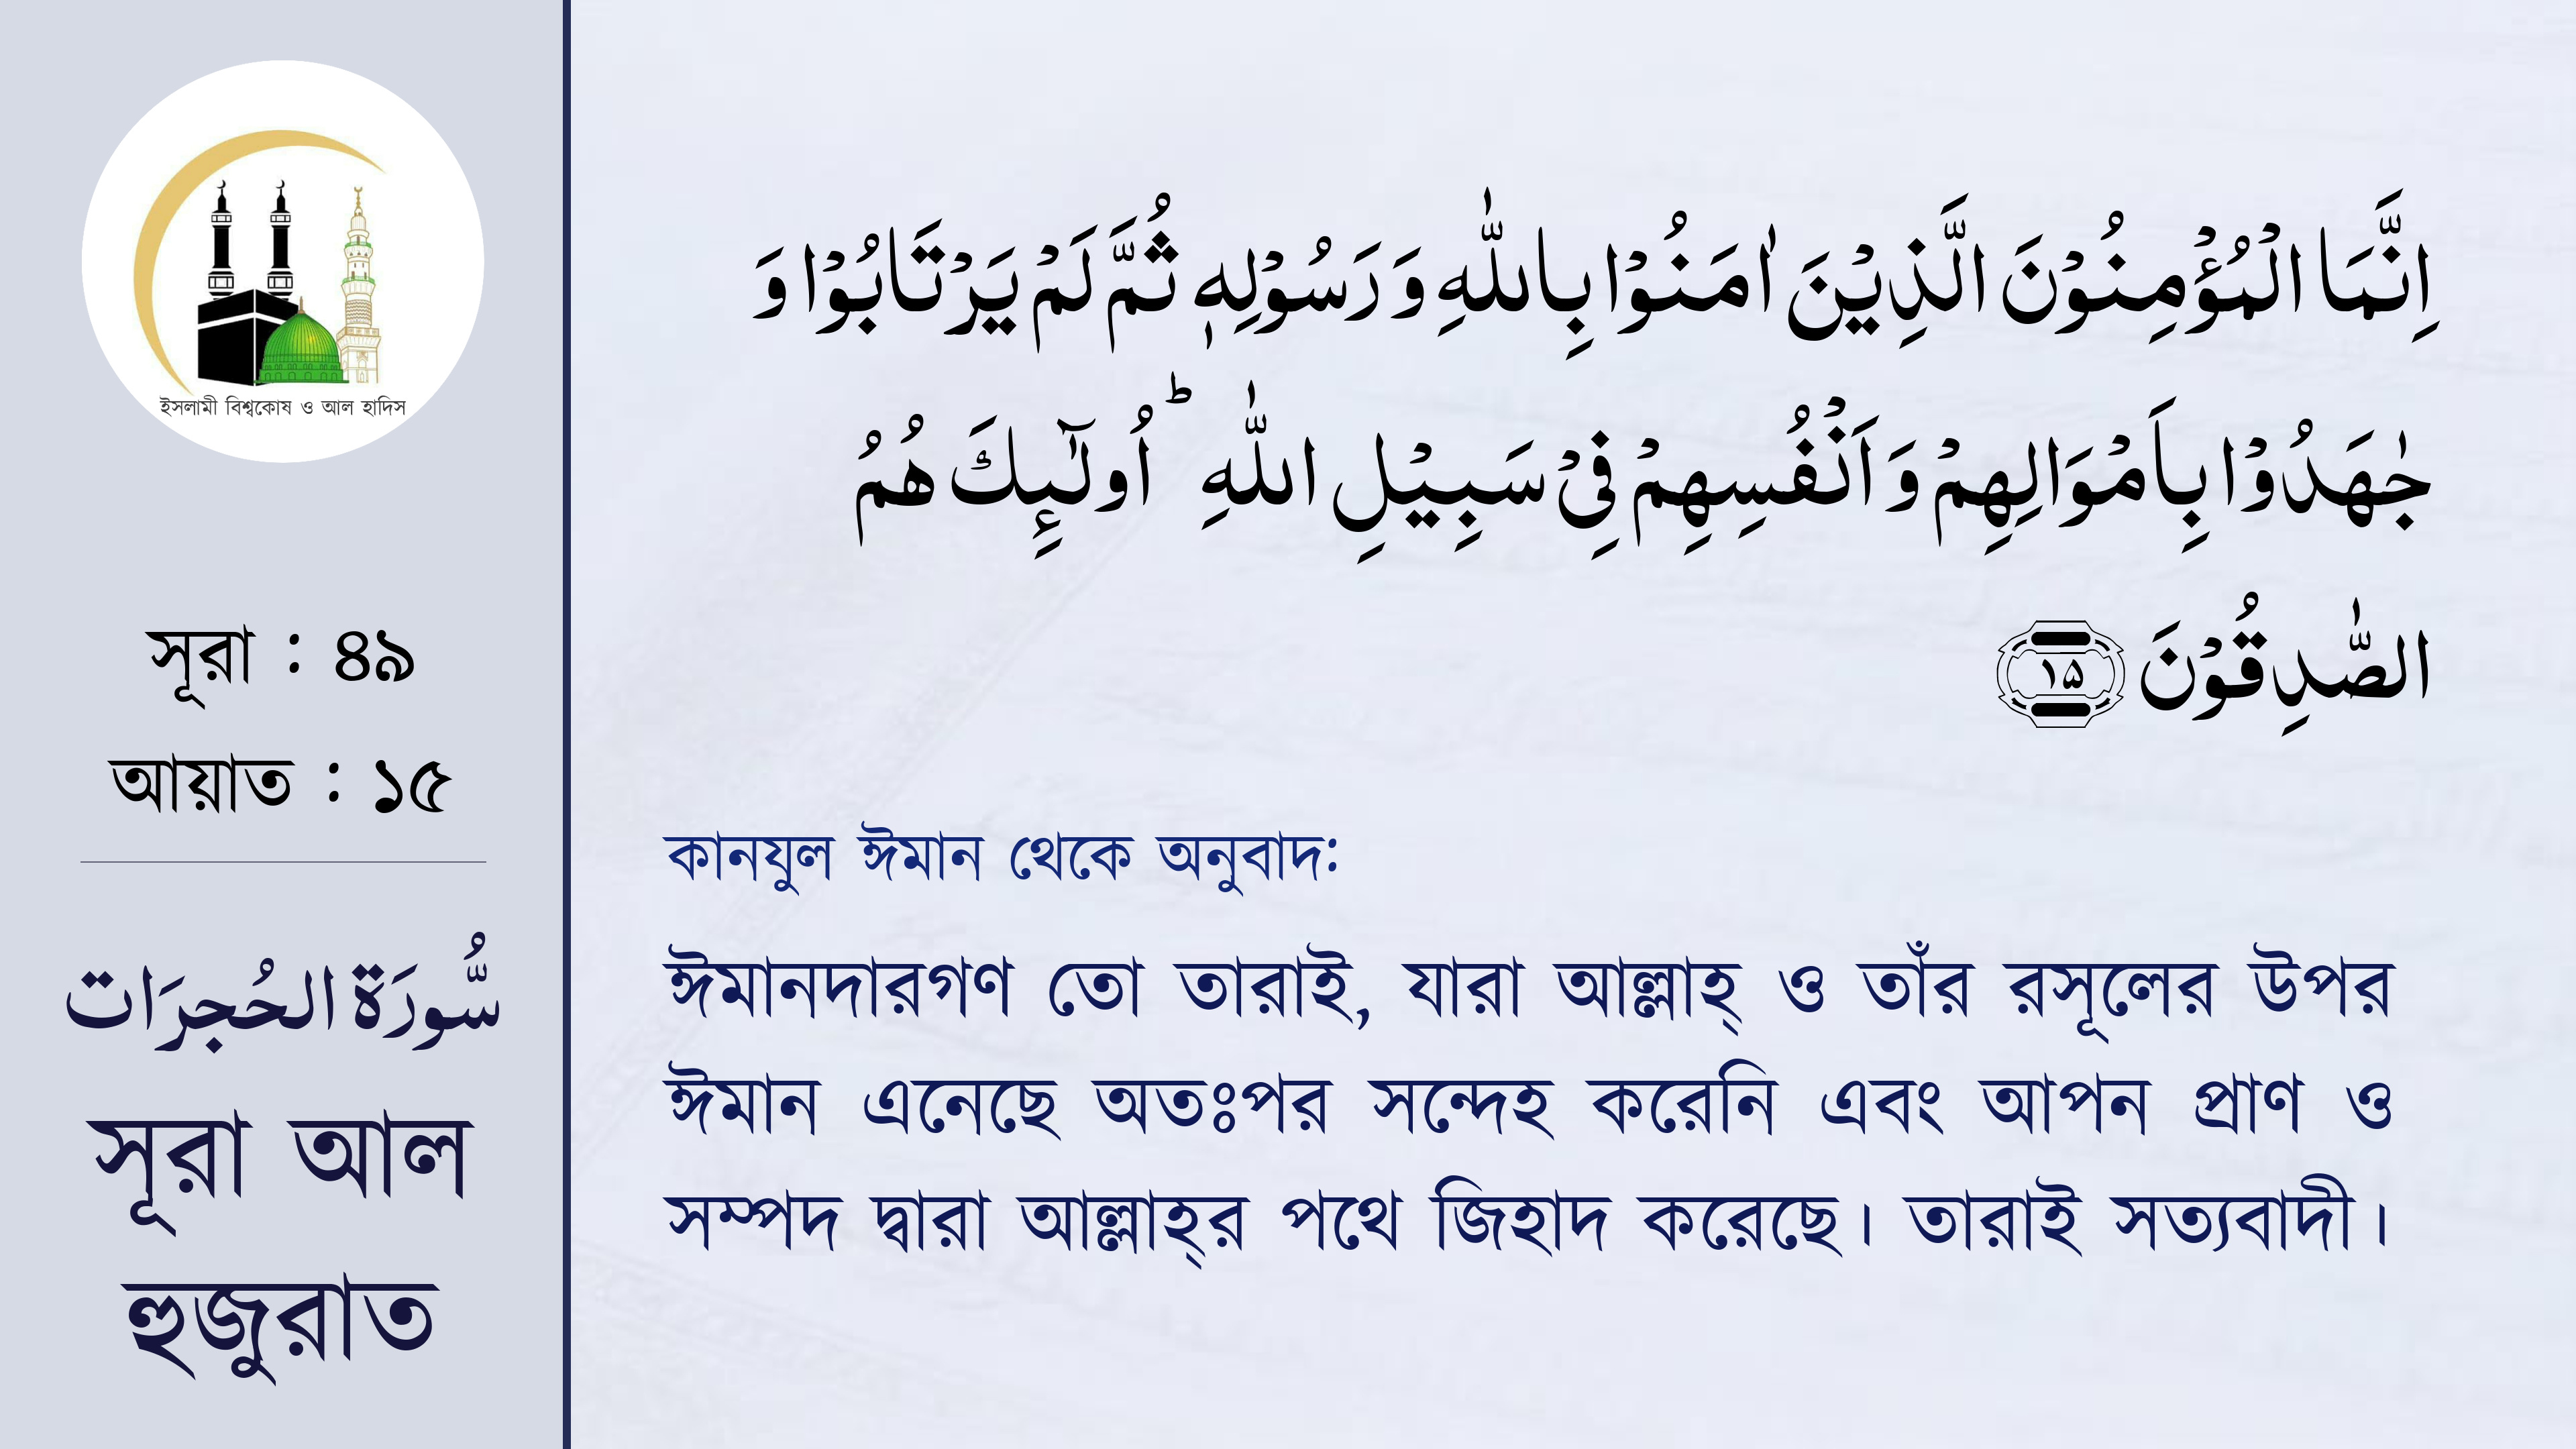 ইসলামী বিশ্বকোষ ও আল হাদিস
সূরা : ৪৯
আয়াত : ১৫
سُّورَة الحُجرَات
সূরা আল
হুজুরাত
اِنَّمَا الْمُؤْمِنُوْنَ الَّذِیْنَ اٰمَنُوْا بِاللّٰهِ وَ رَسُوْلِهٖ ثُمَّ لَمْ یَرْتَابُوْا وَ
جٰهَدُوْا بِاَمْوَالِهِمْ وَ اَنْفُسِهِمْ فِیْ سَبِیْلِ اللّٰهِ ؕ اُولٰٓىِٕكَ هُمُ
الصّٰدِقُوْنَ ۱۵
কানযুল ঈমান থেকে অনুবাদ:
ঈমানদারগণ তো তারাই, যারা আল্লাহ্ ও তাঁর রসূলের উপর
ঈমান এনেছে অতঃপর সন্দেহ করেনি এবং আপন প্রাণ ও
সম্পদ দ্বারা আল্লাহ্‌র পথে জিহাদ করেছে। তারাই সত্যবাদী।